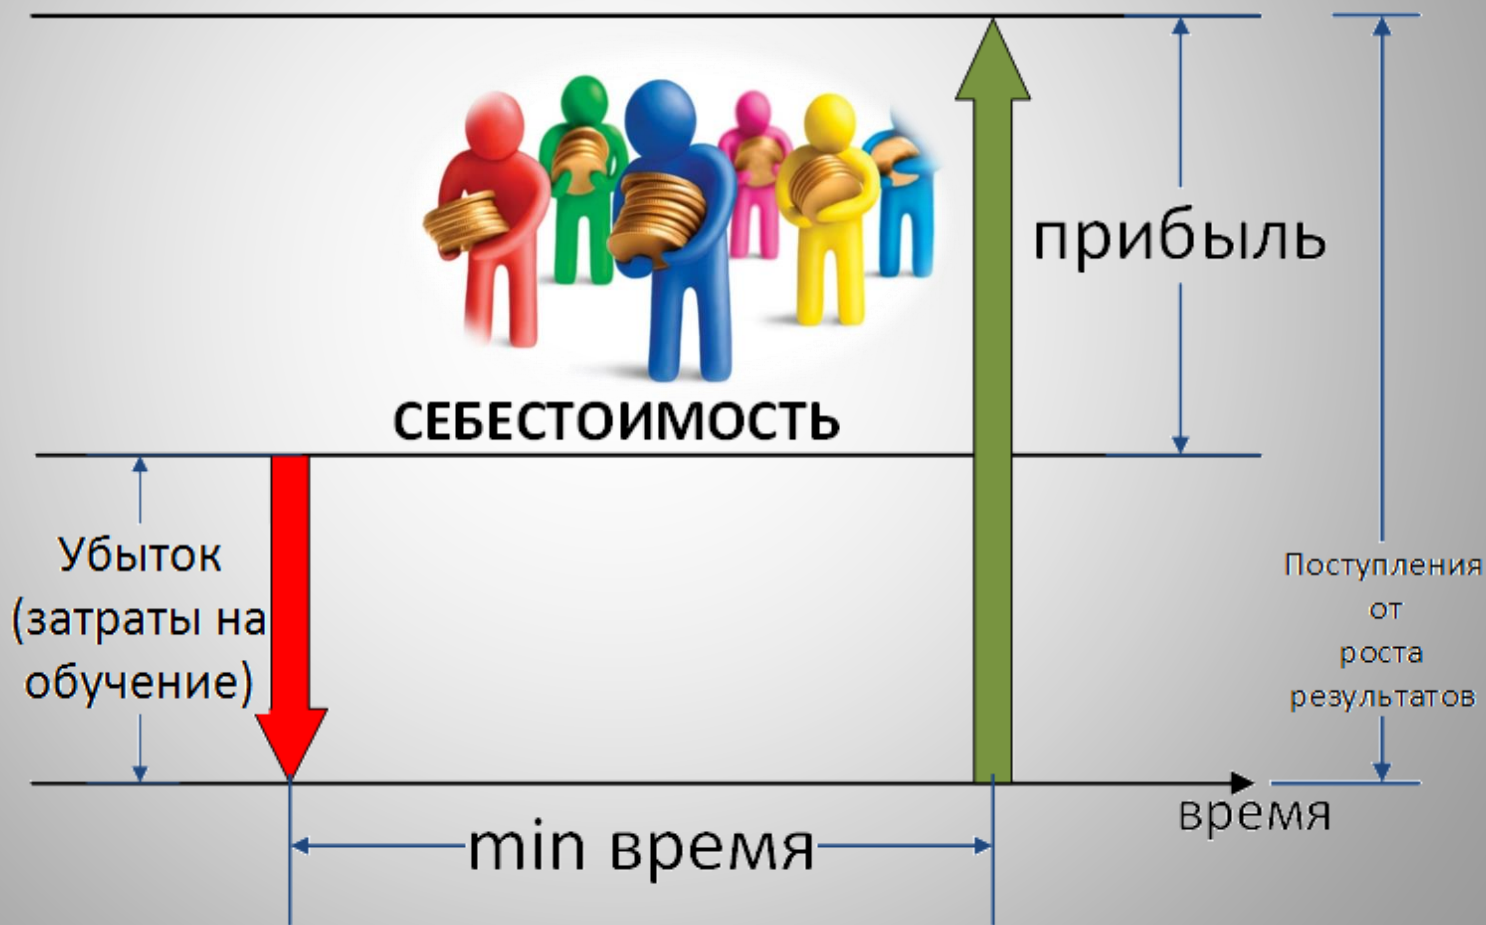 прибыль
СЕБЕСТОИМОСТЬ
Убыток
(затраты на
обучение)
Поступления
от
роста
результатов
время
min время